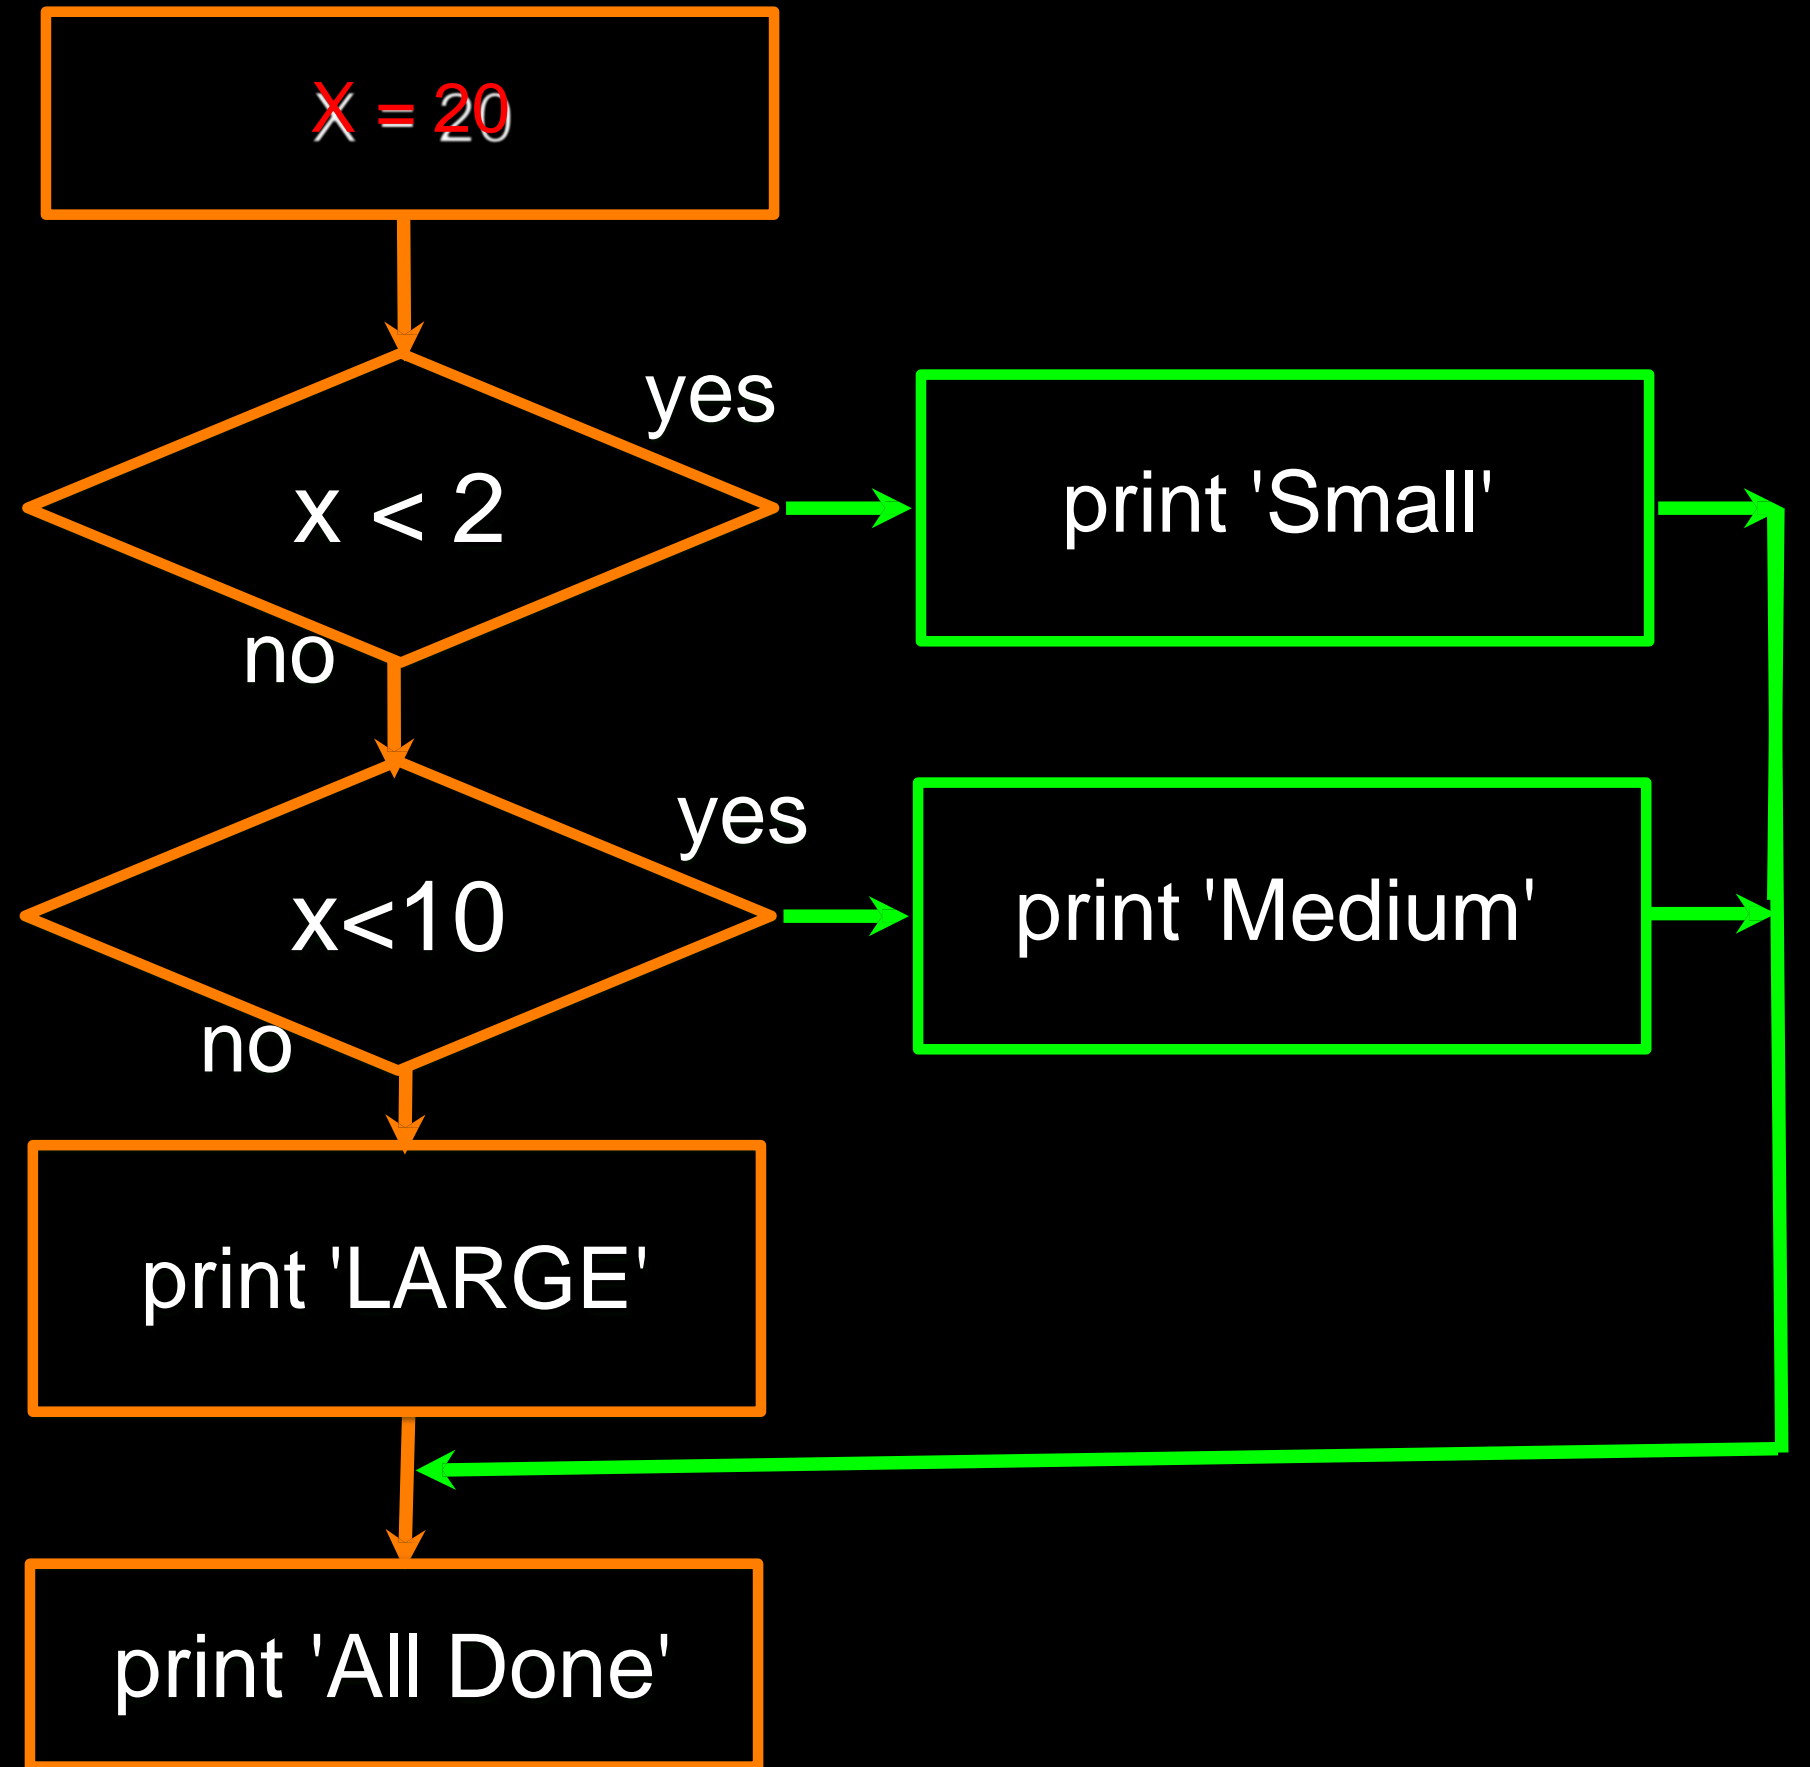 X = 20
yes
x < 2
print 'Small'
no
yes
x<10
print 'Medium'
no
print 'LARGE'
print 'All Done'